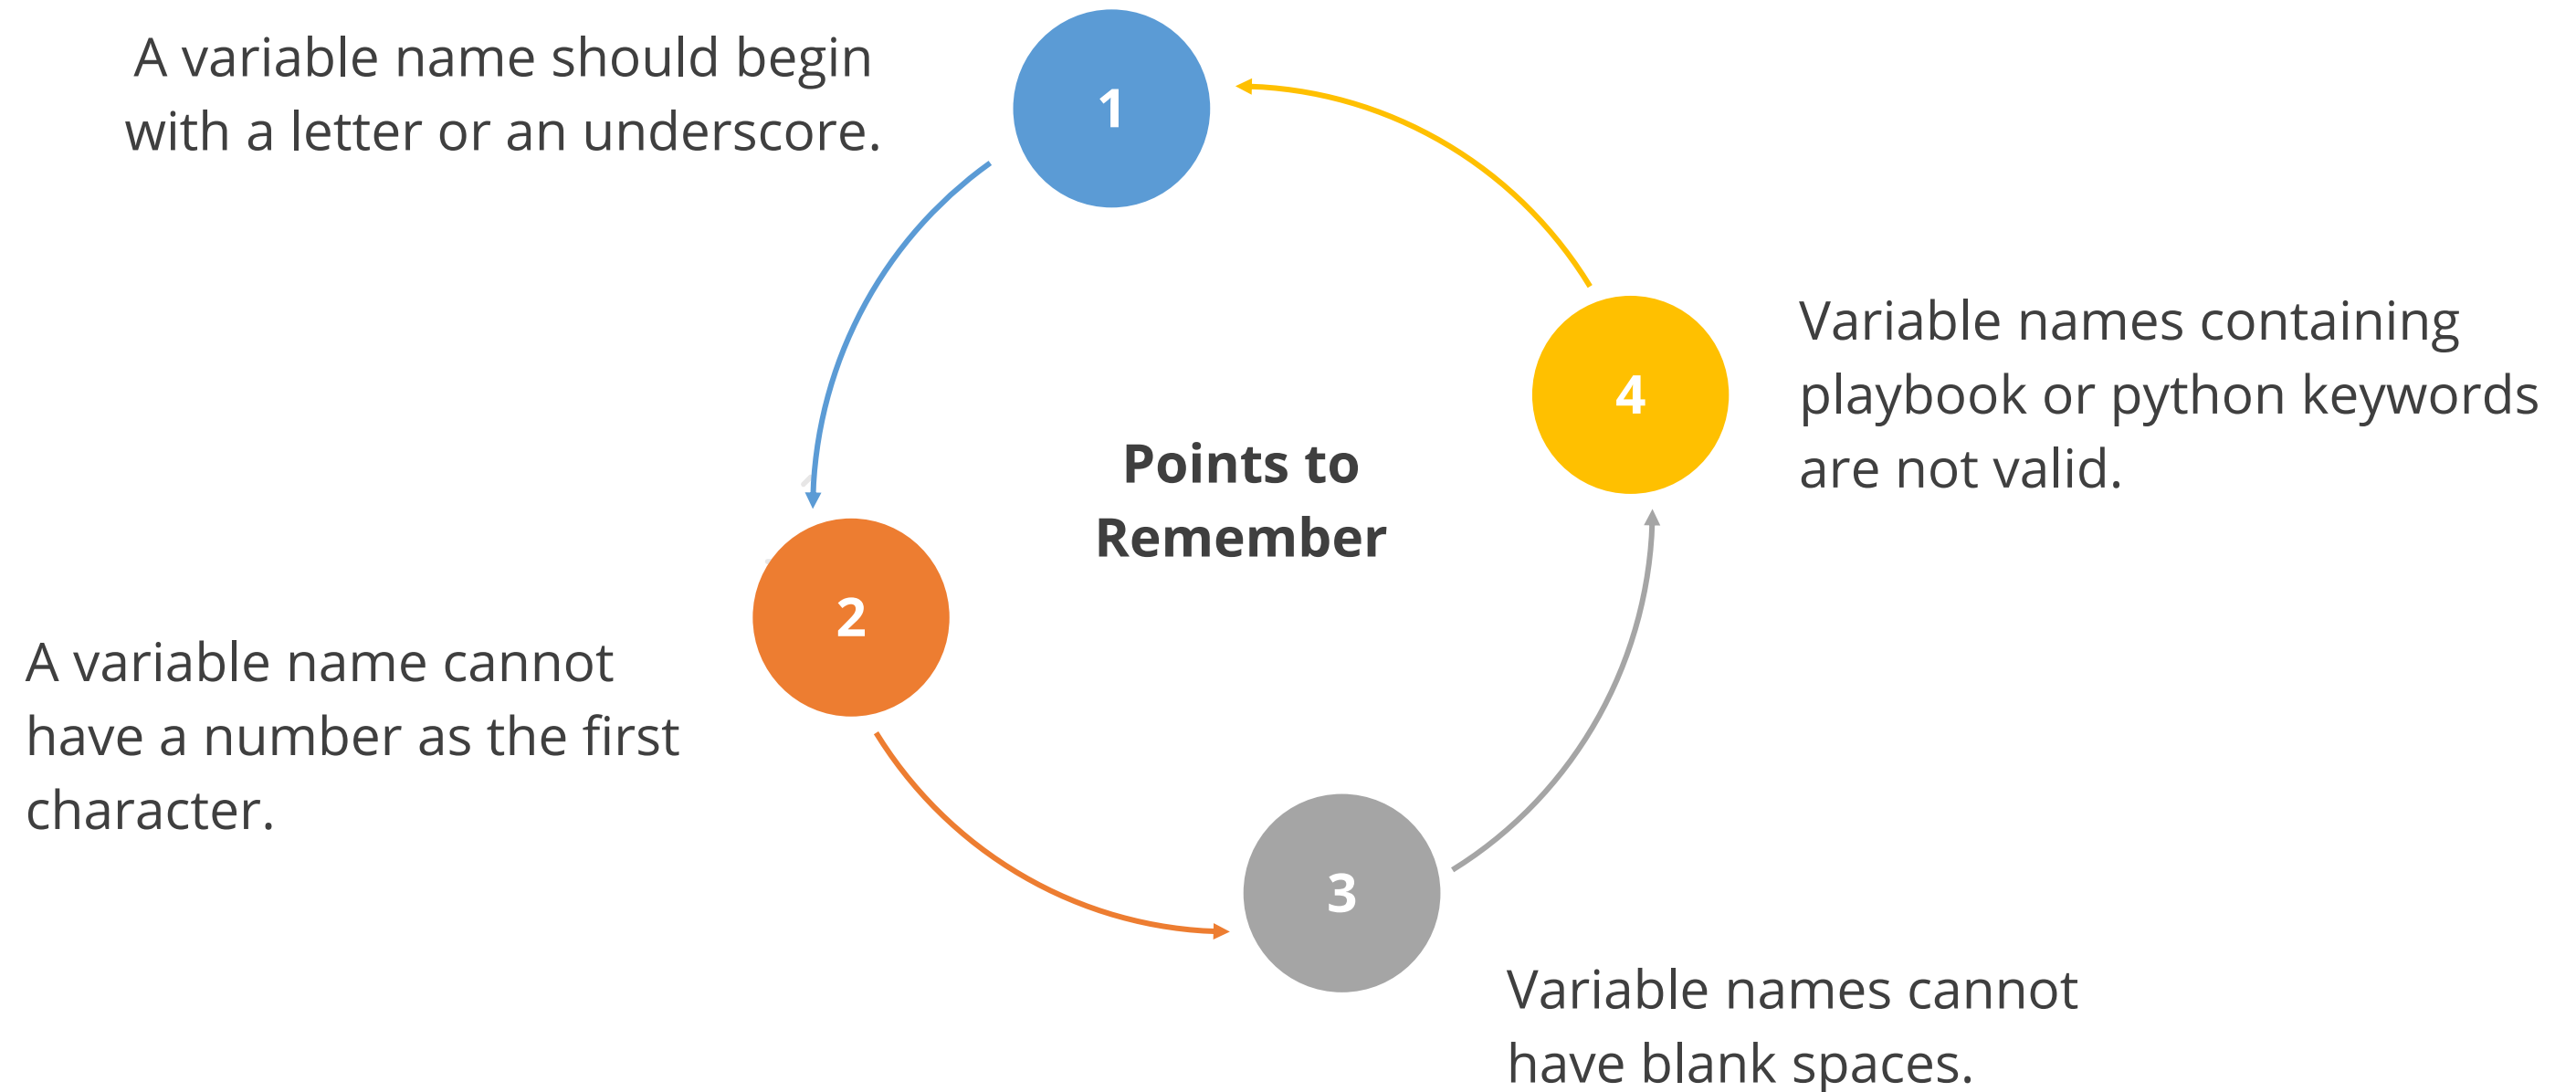 A variable name should begin
with a letter or an underscore.
1
2
A variable name cannot
have a number as the first
character.
3
Variable names cannot
have blank spaces.
4
Variable names containing
playbook or python keywords
are not valid.
Points to
Remember